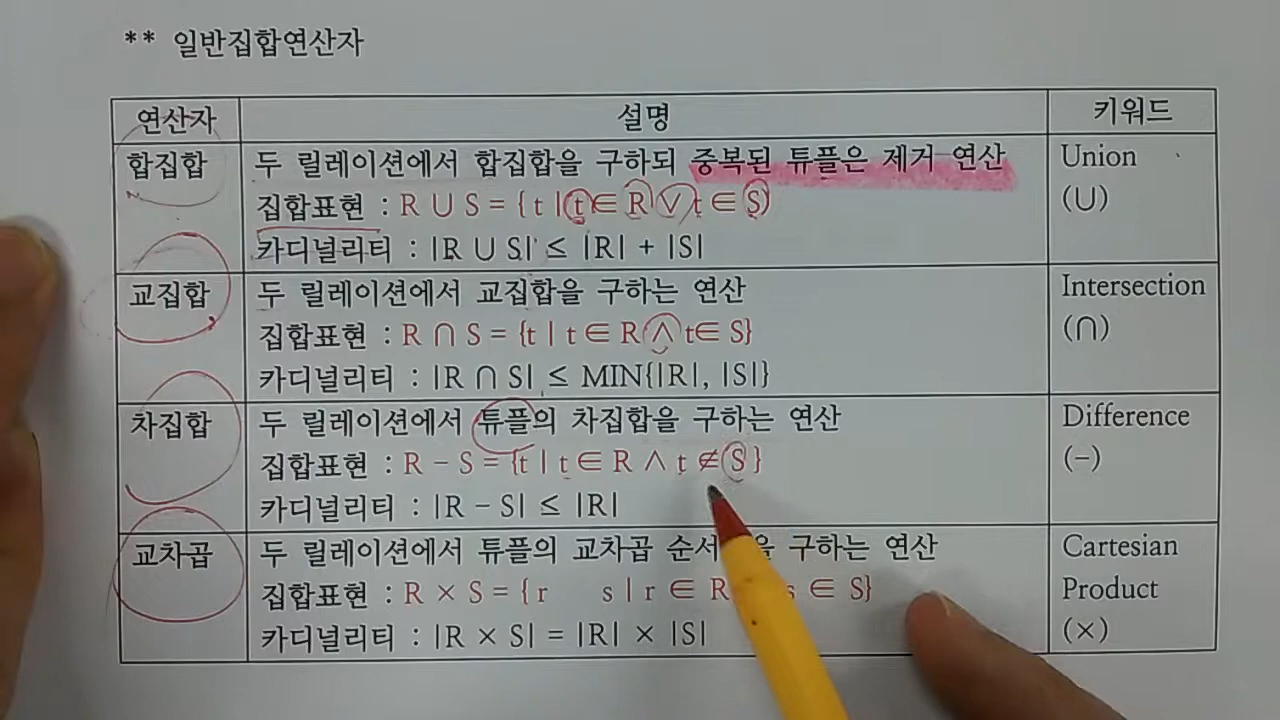 ** 일반집합연산자
연산자 설명 키워드
합집합 두 릴레이션에서 합집합을 구하되 중복된 튜플은 제거 연산 Union
집합표현 : R ∪ S = { t | t ∈ R ∨ t ∈ S} (∪)
카디널리티 : |R ∪ S| ≤ |R| + |S|
교집합 두 릴레이션에서 교집합을 구하는 연산 Intersection
집합표현 : R ∩ S = {t | t ∈ R ∧ t∈ S} (∩)
카디널리티 : |R ∩ S| ≤ MIN{|R|, |S|}
차집합 두 릴레이션에서 튜플의 차집합을 구하는 연산 Difference
집합표현 : R − S = {t | t ∈ R ∧ t ∉ S } (−)
카디널리티 : |R − S| ≤ |R|
교차곱 두 릴레이션에서 튜플의 교차곱 구하는 연산 Cartesian
집합표현 : R × S = { r s | r ∈ R s ∈ S} Product
카디널리티 : |R × S| = |R| × |S| (×)